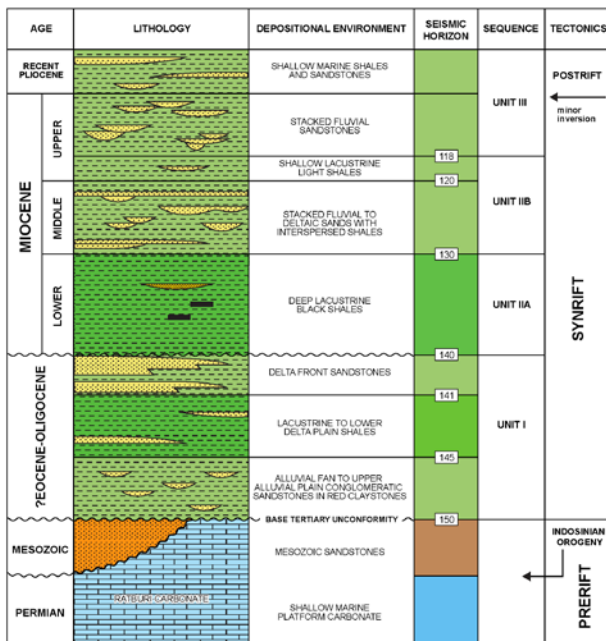 AGE
LITHOLOGY
DEPOSITIONAL ENVIRONMENT
SEISMIC
HORIZON
SEQUENCE
TECTONICS
RECENT
PLIOCENE
SHALLOW MARINE SHALES
AND SANDSTONES
POSTRIFT
minor
inversion
UNIT III
MIOCENE
UPPER
STACKED FLUVIAL
SANDSTONES
118
SHALLOW LACUSTRINE
LIGHT SHALES
120
MIDDLE
STACKED FLUVIAL TO
DELTAIC SANDS WITH
INTERSPERSED SHALES
UNIT IIB
130
LOWER
DEEP LACUSTRINE
BLACK SHALES
UNIT IIA
SYNRIFT
140
?EOCENE-OLIGOCENE
DELTA FRONT SANDSTONES
141
LACUSTRINE TO LOWER
DELTA PLAIN SHALES
UNIT I
145
ALLUVIAL FAN TO UPPER
ALLUVIAL PLAIN CONGLOMERATIC
SANDSTONES IN RED CLAYSTONES
BASE TERTIARY UNCONFORMITY
150
MESOZOIC
MESOZOIC SANDSTONES
INDOSINIAN
OROGENY
PERMIAN
RATBURI CARBONATE
SHALLOW MARINE
PLATFORM CARBONATE
PRERIFT